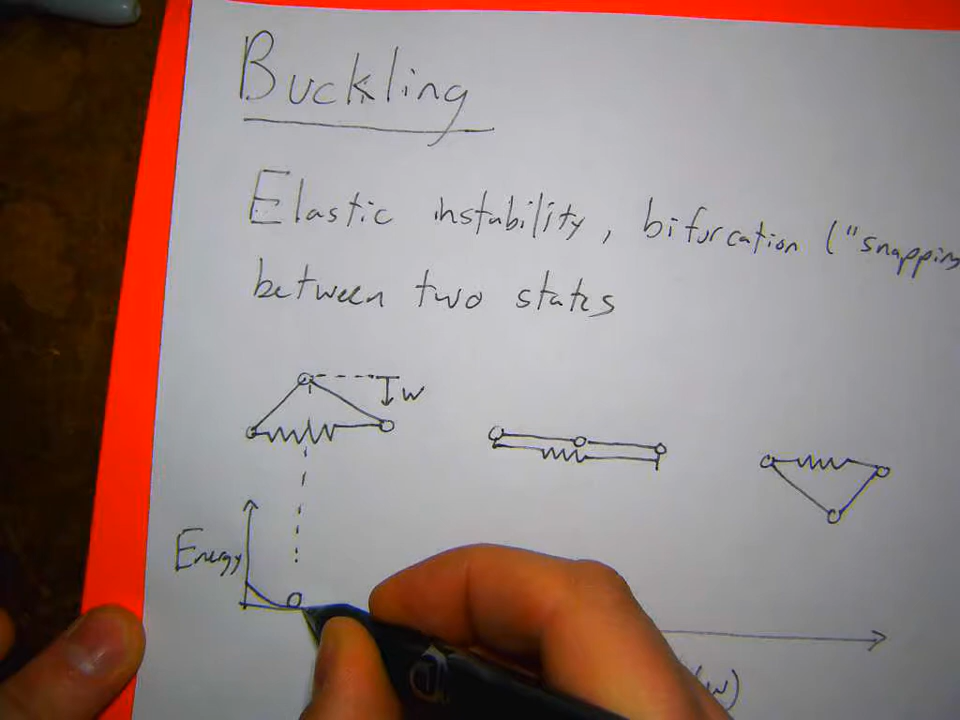 Buckling
Elastic instability, bifurcation ("snapping
between two states
W
Energy
(w)